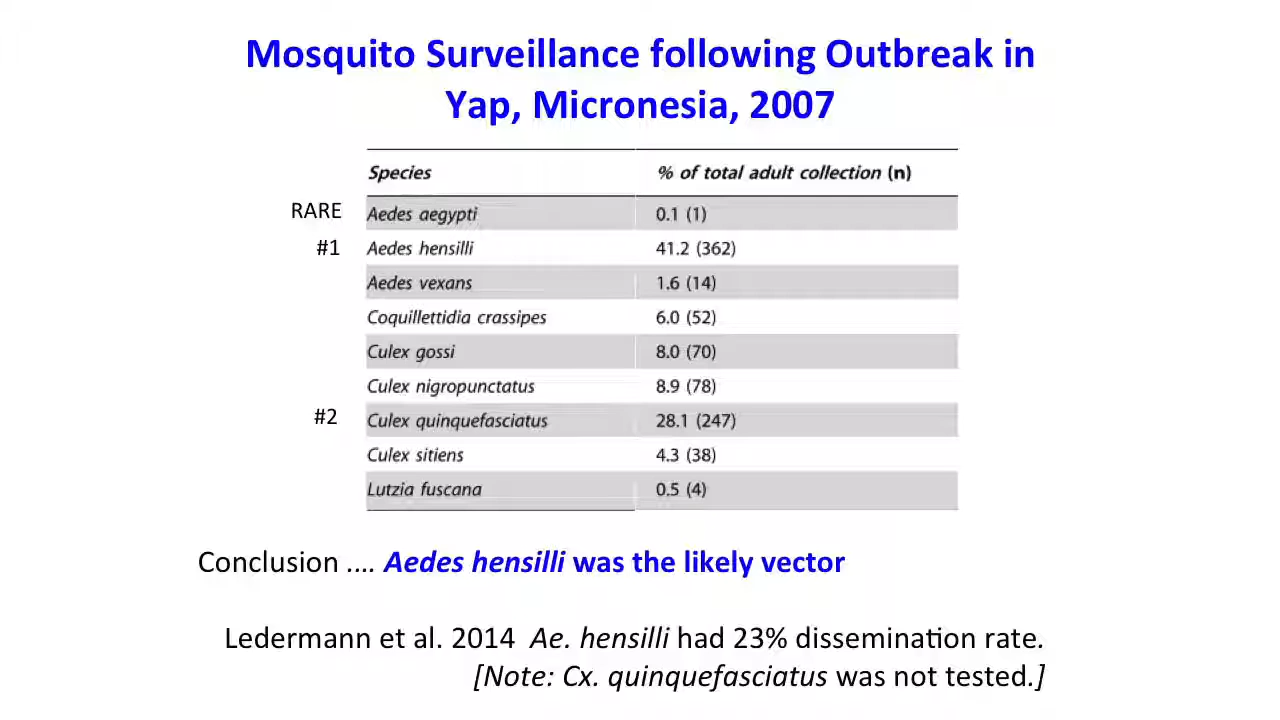 Mosquito Surveillance following Outbreak in
Yap, Micronesia, 2007
Species % of total adult collection (n)
RARE Aedes aegypti 0.1 (1)
#1 Aedes hensilli 41.2 (362)
Aedes vexans 1.6 (14)
Coquillettidia crassipes 6.0 (52)
Culex gossi 8.0 (70)
Culex nigropunctatus 8.9 (78)
#2 Culex quinquefasciatus 28.1 (247)
Culex sitiens 4.3 (38)
Lutzia fuscana 0.5 (4)
Conclusion .... Aedes hensilli was the likely vector
Ledermann et al. 2014 Ae. hensilli had 23% dissemination rate.
[Note: Cx. quinquefasciatus was not tested.]